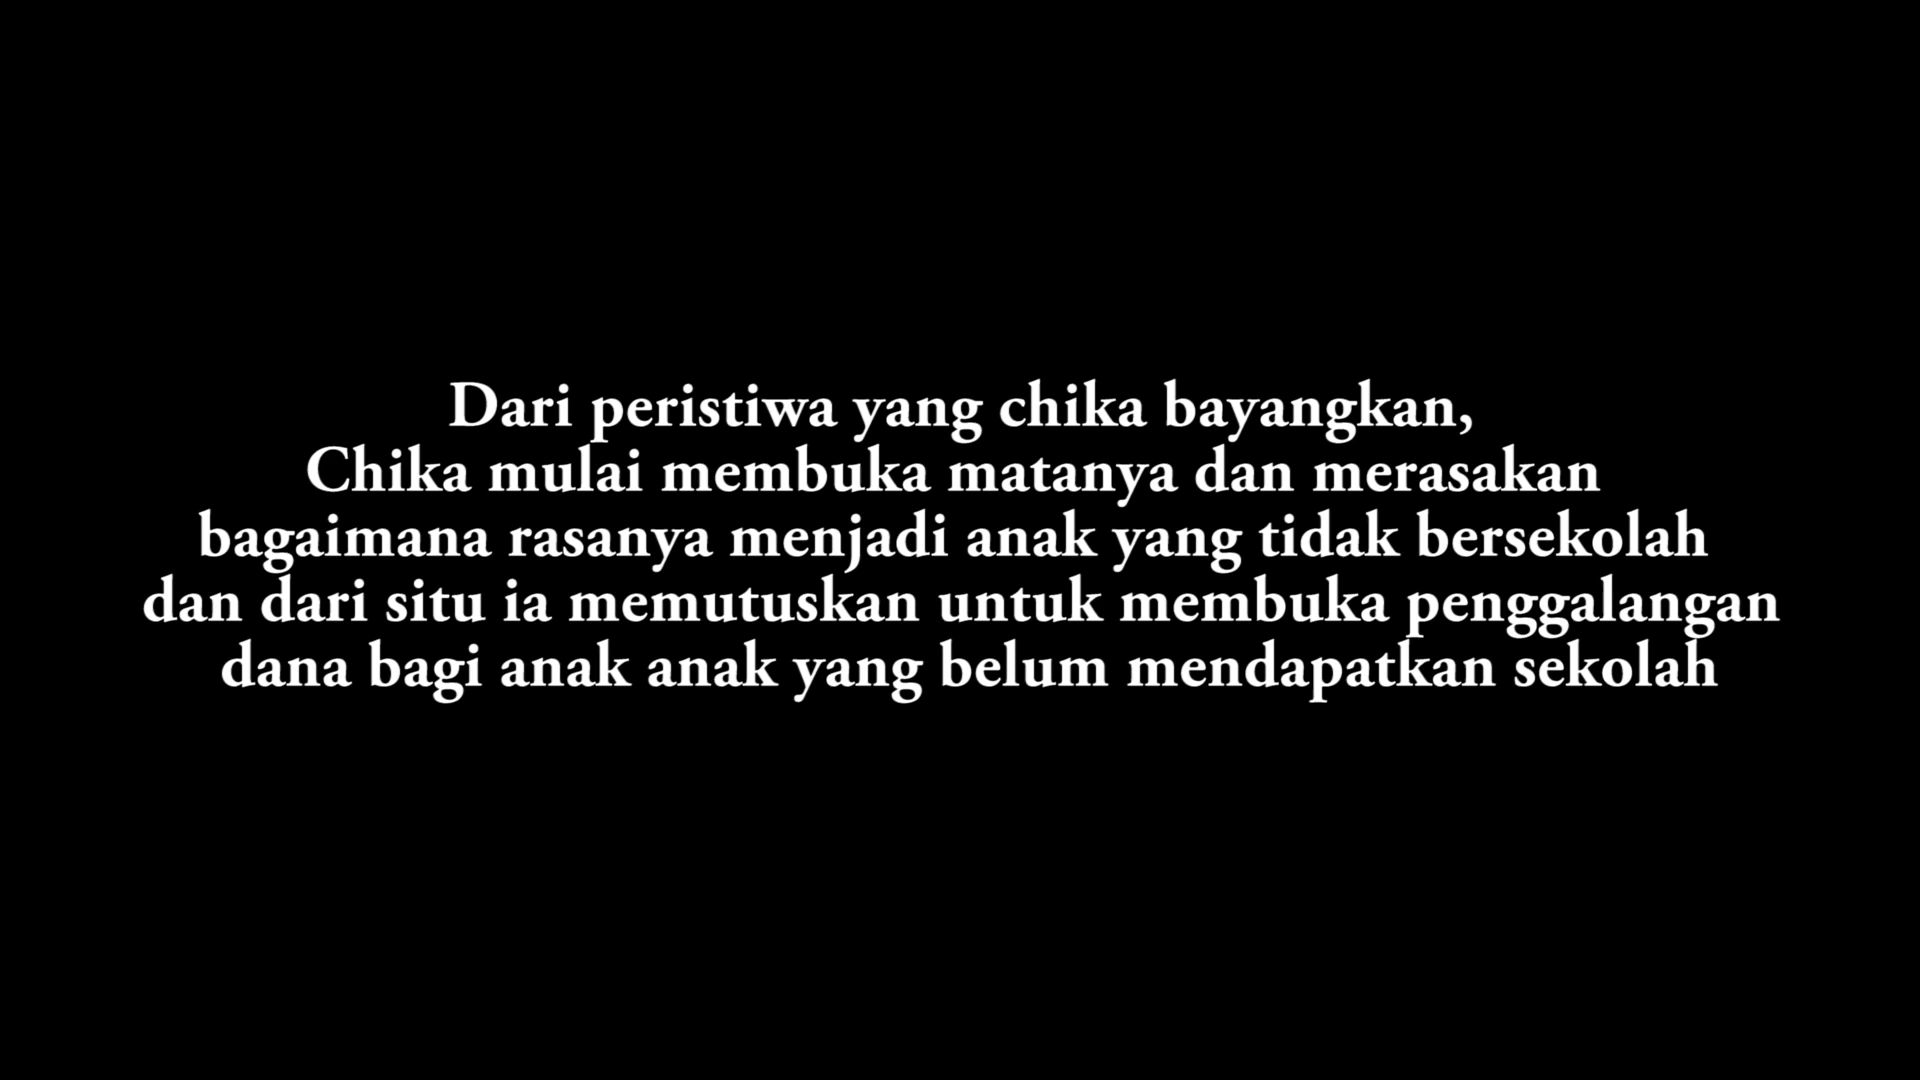 Dari peristiwa yang chika bayangkan,
Chika mulai membuka matanya dan merasakan
bagaimana rasanya menjadi anak yang tidak bersekolah
dan dari situ ia memutuskan untuk membuka penggalangan
dana bagi anak anak yang belum mendapatkan sekolah